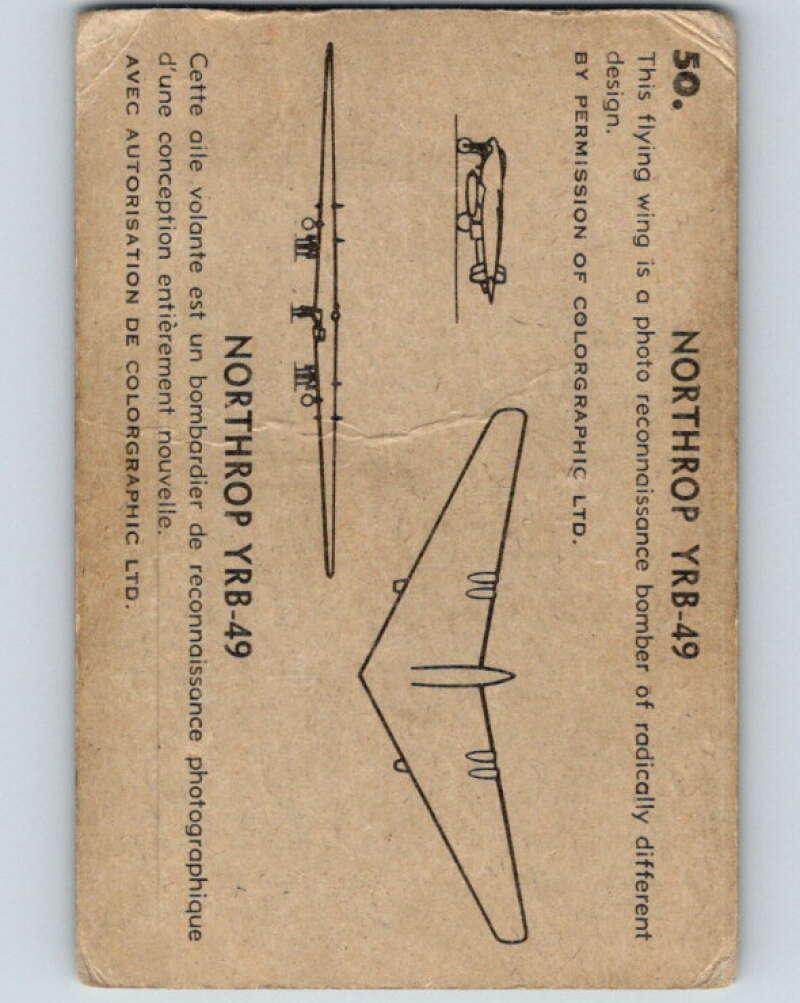 50.
NORTHROP YRB-49
This flying wing is a photo reconnaissance bomber of radically different
design.
BY PERMISSION OF COLORGRAPHIC LTD.
NORTHROP YRB-49
Cette aile volante est un bombardier de reconnaissance photographique
d'une conception entièrement nouvelle.
AVEC AUTORISATION DE COLORGRAPHIC LTD.